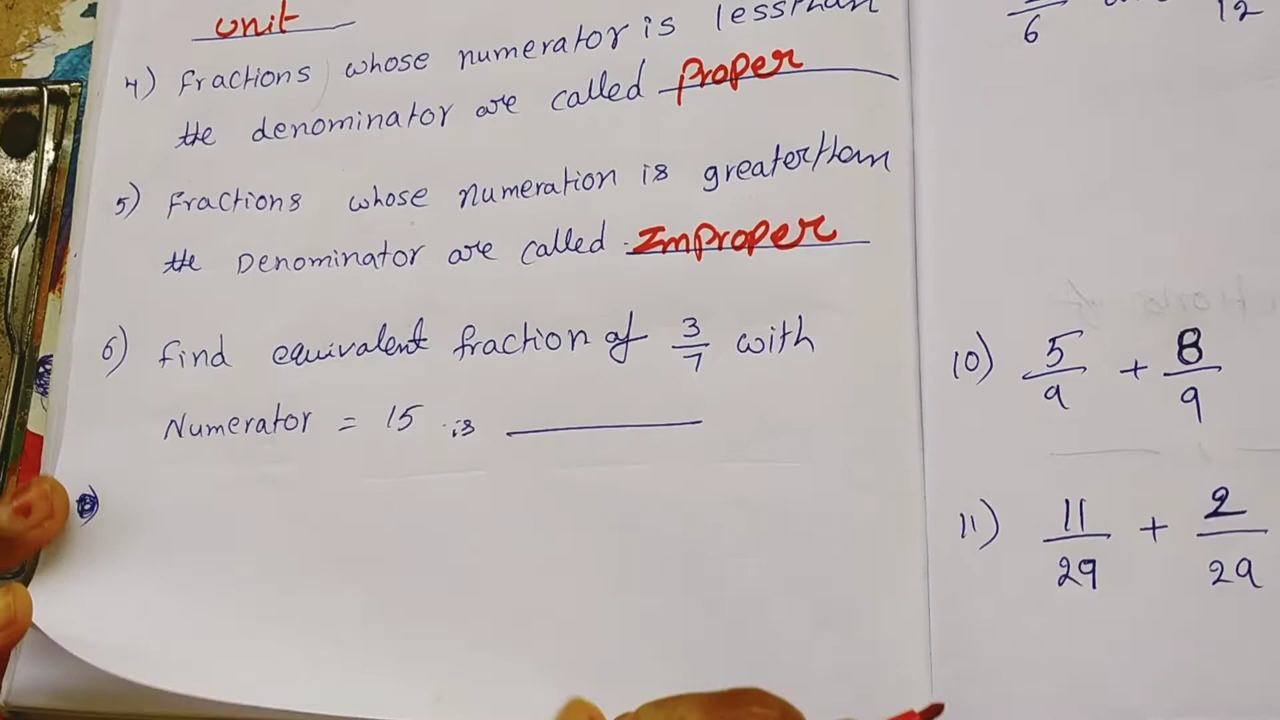 unit
4) Fractions whose numerator is lessthan
the denominator are called Proper
5) Fractions whose numeration is greaterthan
the Denominator are called Improper
6) Find equivalent fraction of 3/7 with
Numerator = 15 is
6
12
10) 5/9 + 8/9
11) 11/29 + 2/29